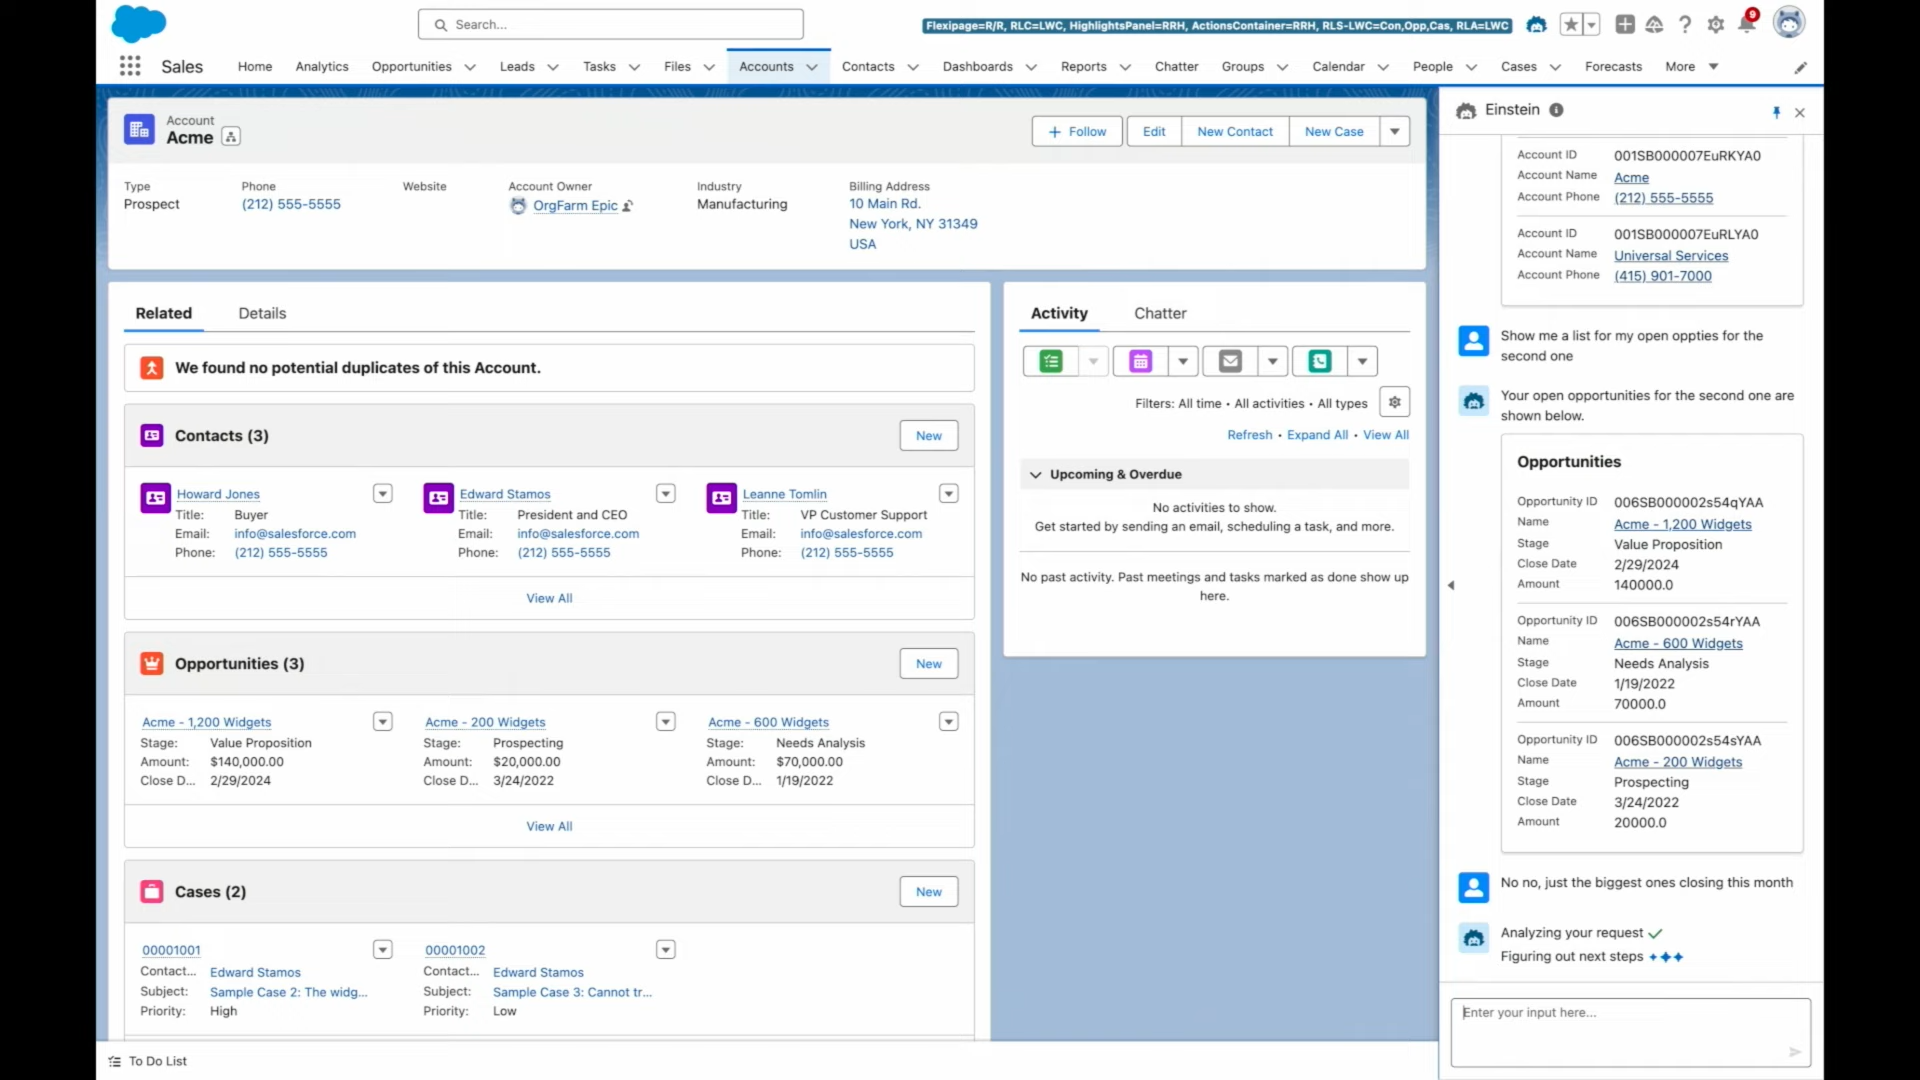 Search...
Flexipage=R/R, RLC=LWC, HighlightsPanel=RRH, ActionsContainer=RRH, RLS-LWC=Con,Opp,Cas, RLA=LWC
9
Sales
Home
Analytics
Opportunities
Leads
Tasks
Files
Accounts
Contacts
Dashboards
Reports
Chatter
Groups
Calendar
People
Cases
Forecasts
More
Account
Acme
+ Follow
Edit
New Contact
New Case
Type
Prospect
Phone
(212) 555-5555
Website
Account Owner
OrgFarm Epic
Industry
Manufacturing
Billing Address
10 Main Rd.
New York, NY 31349
USA
Related
Details
We found no potential duplicates of this Account.
Contacts (3)
New
Howard Jones
Title: Buyer
Email: info@salesforce.com
Phone: (212) 555-5555
Edward Stamos
Title: President and CEO
Email: info@salesforce.com
Phone: (212) 555-5555
Leanne Tomlin
Title: VP Customer Support
Email: info@salesforce.com
Phone: (212) 555-5555
View All
Opportunities (3)
New
Acme - 1,200 Widgets
Stage: Value Proposition
Amount: $140,000.00
Close D... 2/29/2024
Acme - 200 Widgets
Stage: Prospecting
Amount: $20,000.00
Close D... 3/24/2022
Acme - 600 Widgets
Stage: Needs Analysis
Amount: $70,000.00
Close D... 1/19/2022
View All
Cases (2)
New
00001001
Contact... Edward Stamos
Subject: Sample Case 2: The widg...
Priority: High
00001002
Contact... Edward Stamos
Subject: Sample Case 3: Cannot tr...
Priority: Low
To Do List
Activity
Chatter
Filters: All time • All activities • All types
Refresh • Expand All • View All
Upcoming & Overdue
No activities to show.
Get started by sending an email, scheduling a task, and more.
No past activity. Past meetings and tasks marked as done show up
here.
Einstein
Account ID 001SB000007EuRKYA0
Account Name Acme
Account Phone (212) 555-5555
Account ID 001SB000007EuRLYA0
Account Name Universal Services
Account Phone (415) 901-7000
Show me a list for my open oppties for the
second one
Your open opportunities for the second one are
shown below.
Opportunities
Opportunity ID 006SB000002s54qYAA
Name Acme - 1,200 Widgets
Stage Value Proposition
Close Date 2/29/2024
Amount 140000.0
Opportunity ID 006SB000002s54rYAA
Name Acme - 600 Widgets
Stage Needs Analysis
Close Date 1/19/2022
Amount 70000.0
Opportunity ID 006SB000002s54sYAA
Name Acme - 200 Widgets
Stage Prospecting
Close Date 3/24/2022
Amount 20000.0
No no, just the biggest ones closing this month
Analyzing your request
Figuring out next steps
Enter your input here...